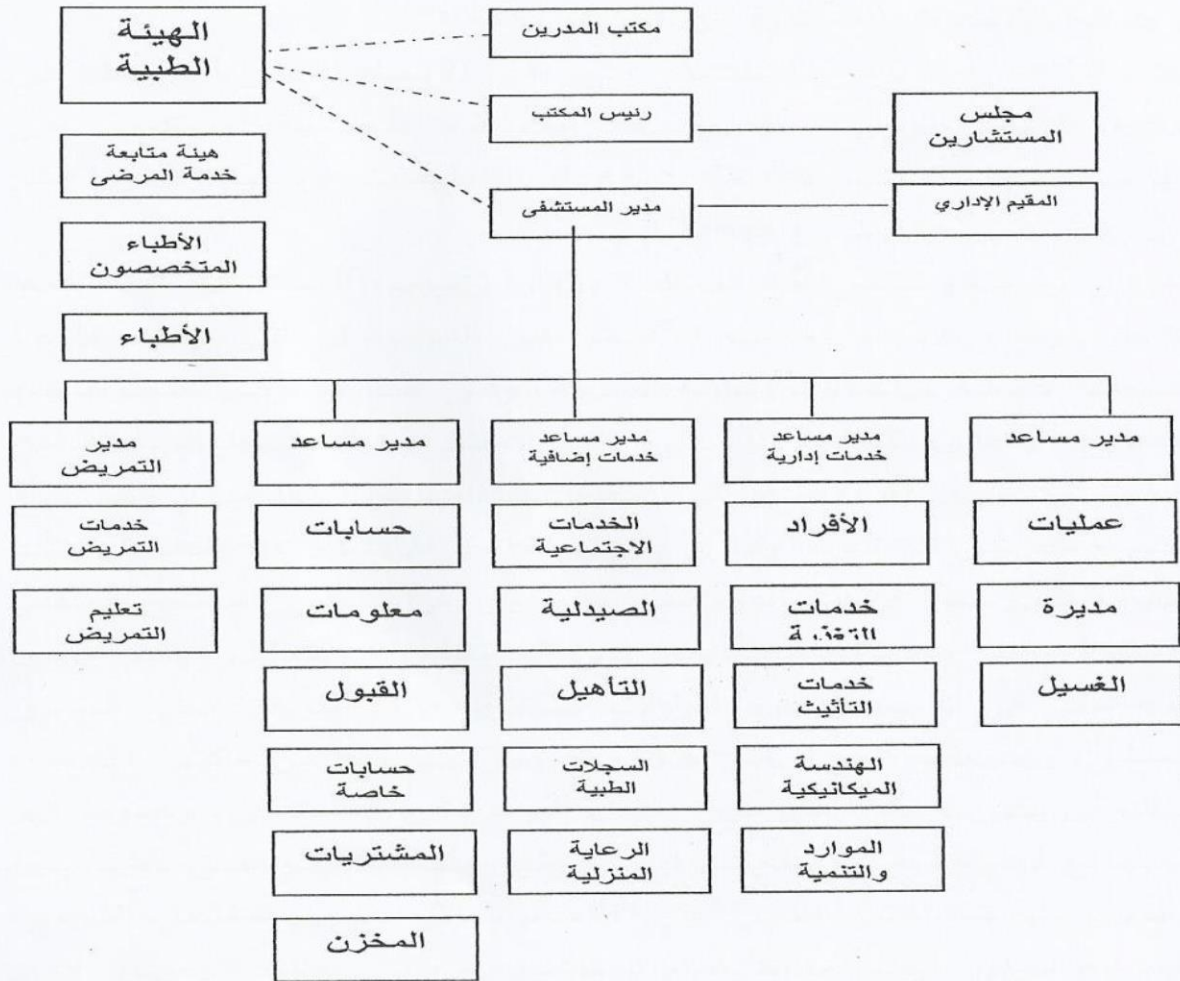 الهيئة
الطبية
مكتب المدرين
رئيس المكتب
مجلس
المستشارين
هيئة متابعة
خدمة المرضى
مدير المستشفى
المقيم الإداري
الأطباء
المتخصصون
الأطباء
مدير مساعد
مدير مساعد
خدمات إدارية
مدير مساعد
خدمات إضافية
مدير مساعد
مدير
التمريض
عمليات
الأفراد
الخدمات
الاجتماعية
حسابات
خدمات
التمريض
مديرة
خدمات
الصيدلية
معلومات
تعليم
التمريض
الغسيل
خدمات
التأثيث
التأهيل
القبول
الهندسة
الميكانيكية
السجلات
الطبية
حسابات
خاصة
الموارد
والتنمية
الرعاية
المنزلية
المشتريات
المخزن